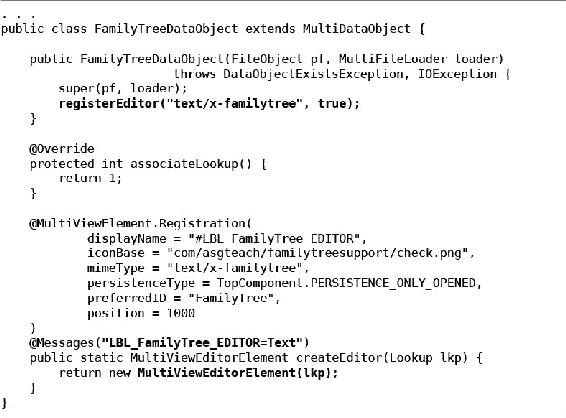 . . .
public class FamilyTreeDataObject extends MultiDataObject {
public FamilyTreeDataObject(FileObject pf, MultiFileLoader loader)
throws DataObjectExistsException, IOException {
super(pf, loader);
registerEditor("text/x-familytree", true);
}
@Override
protected int associateLookup() {
return 1;
}
@MultiViewElement.Registration(
displayName = "#LBL_FamilyTree_EDITOR",
iconBase = "com/asgteach/familytreesupport/check.png",
mimeType = "text/x-familytree",
persistenceType = TopComponent.PERSISTENCE_ONLY_OPENED,
preferredID = "FamilyTree",
position = 1000
)
@Messages("LBL_FamilyTree_EDITOR=Text")
public static MultiViewEditorElement createEditor(Lookup lkp) {
return new MultiViewEditorElement(lkp);
}
}